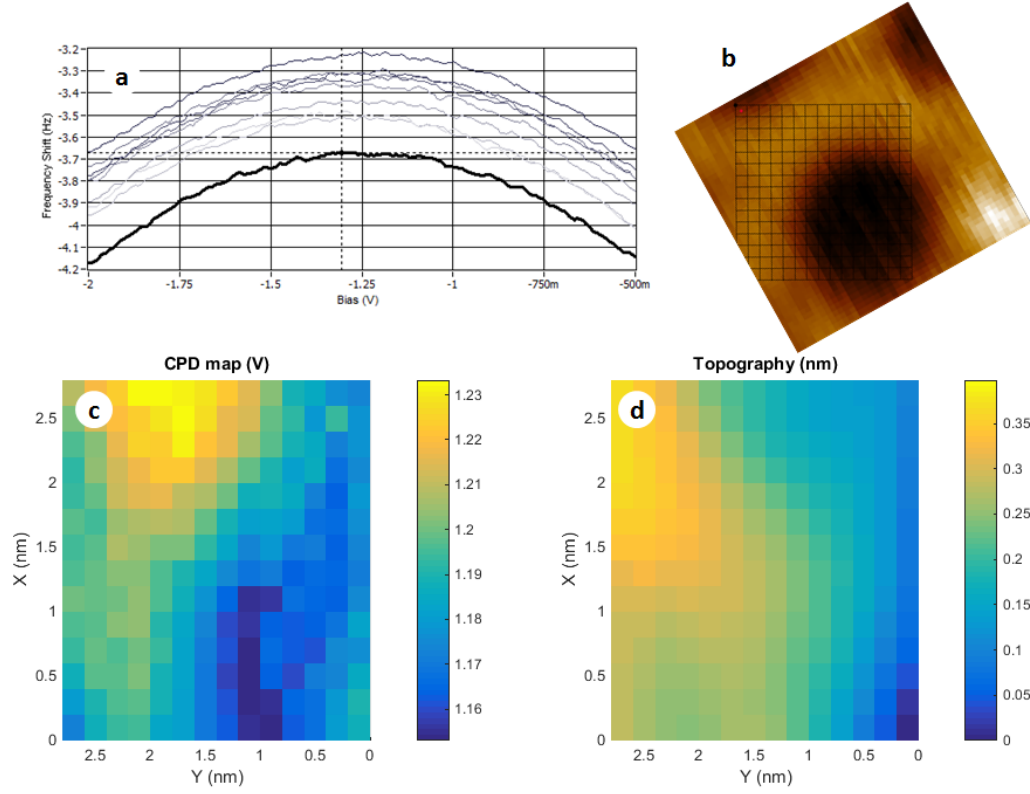 a
Frequency Shift (Hz)
-3.2
-3.3
-3.4
-3.5
-3.6
-3.7
-3.8
-3.9
-4
-4.1
-4.2
-2 -1.75 -1.5 -1.25 -1 -750m -500m
Bias (V)
b
CPD map (V)
c
X (nm)
2.5
2
1.5
1
0.5
0
2.5 2 1.5 1 0.5 0
Y (nm)
1.23
1.22
1.21
1.2
1.19
1.18
1.17
1.16
Topography (nm)
d
X (nm)
2.5
2
1.5
1
0.5
0
2.5 2 1.5 1 0.5 0
Y (nm)
0.35
0.3
0.25
0.2
0.15
0.1
0.05
0